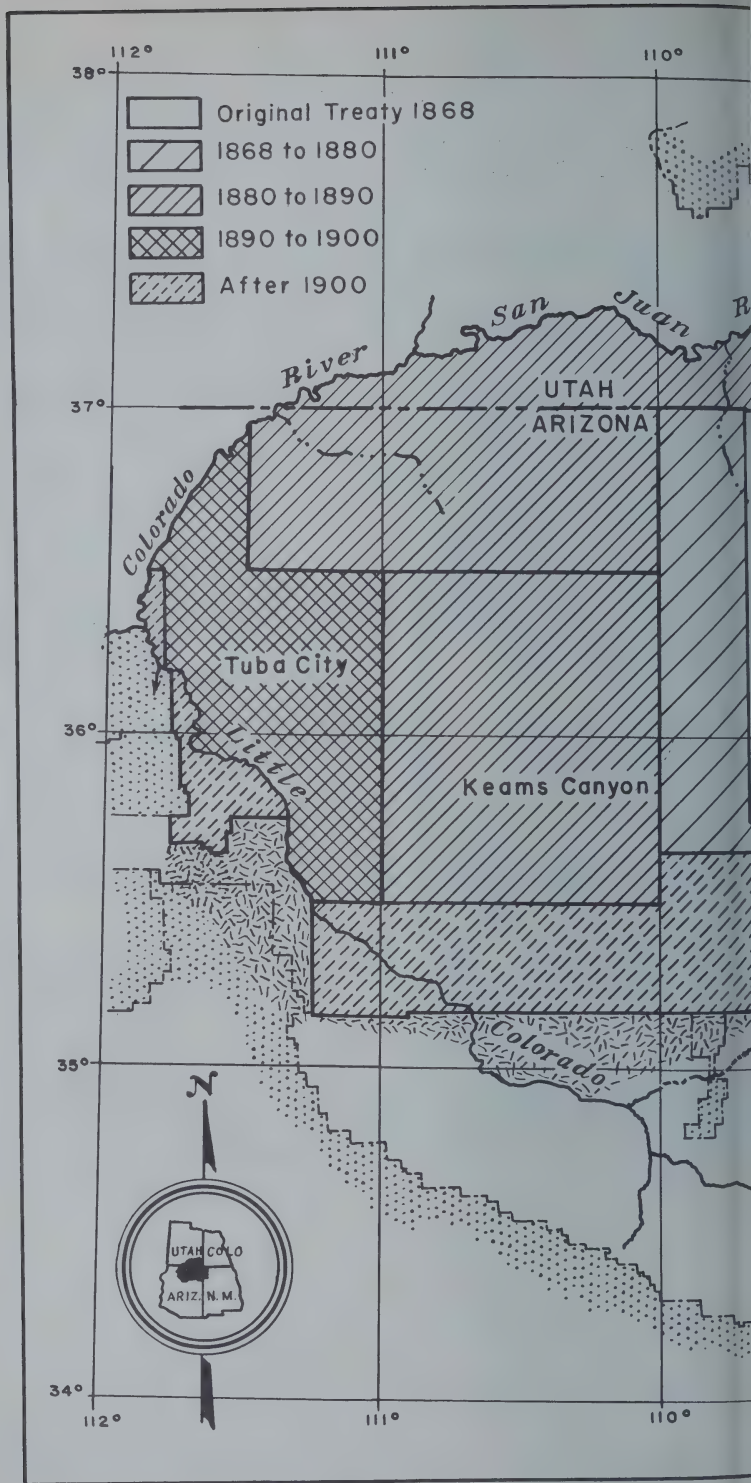 112° 111° 110°
38°
Original Treaty 1868
1868 to 1880
1880 to 1890
1890 to 1900
After 1900
San Juan R
River
UTAH
37°
ARIZONA
Colorado
Tuba City
36°
Little
Keams Canyon
Colorado
35°
N
UTAH COLO
ARIZ. N.M.
34°
112° 111° 110°